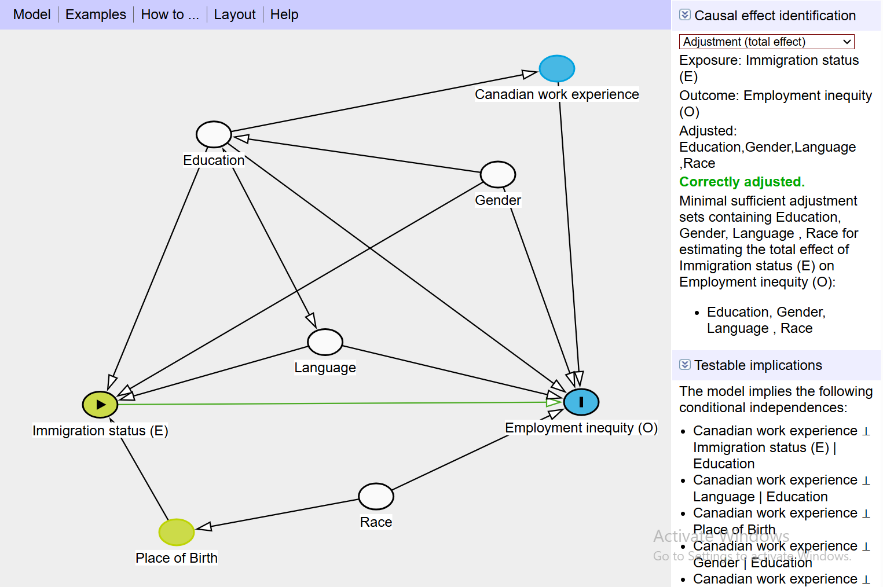 Model Examples How to ... Layout Help
Canadian work experience
Education
Gender
Language
Immigration status (E)
Employment inequity (O)
Race
Place of Birth
Causal effect identification
Adjustment (total effect)
Exposure: Immigration status
(E)
Outcome: Employment inequity
(O)
Adjusted:
Education,Gender,Language
,Race
Correctly adjusted.
Minimal sufficient adjustment
sets containing Education,
Gender, Language , Race for
estimating the total effect of
Immigration status (E) on
Employment inequity (O):
• Education, Gender,
Language , Race
Testable implications
The model implies the following
conditional independences:
• Canadian work experience ⊥
Immigration status (E) |
Education
• Canadian work experience ⊥
Language | Education
• Canadian work experience ⊥
Place of Birth
• Canadian work experience ⊥
Gender | Education
• Canadian work experience ⊥
Activate Windows
Go to Settings to activate Windows.